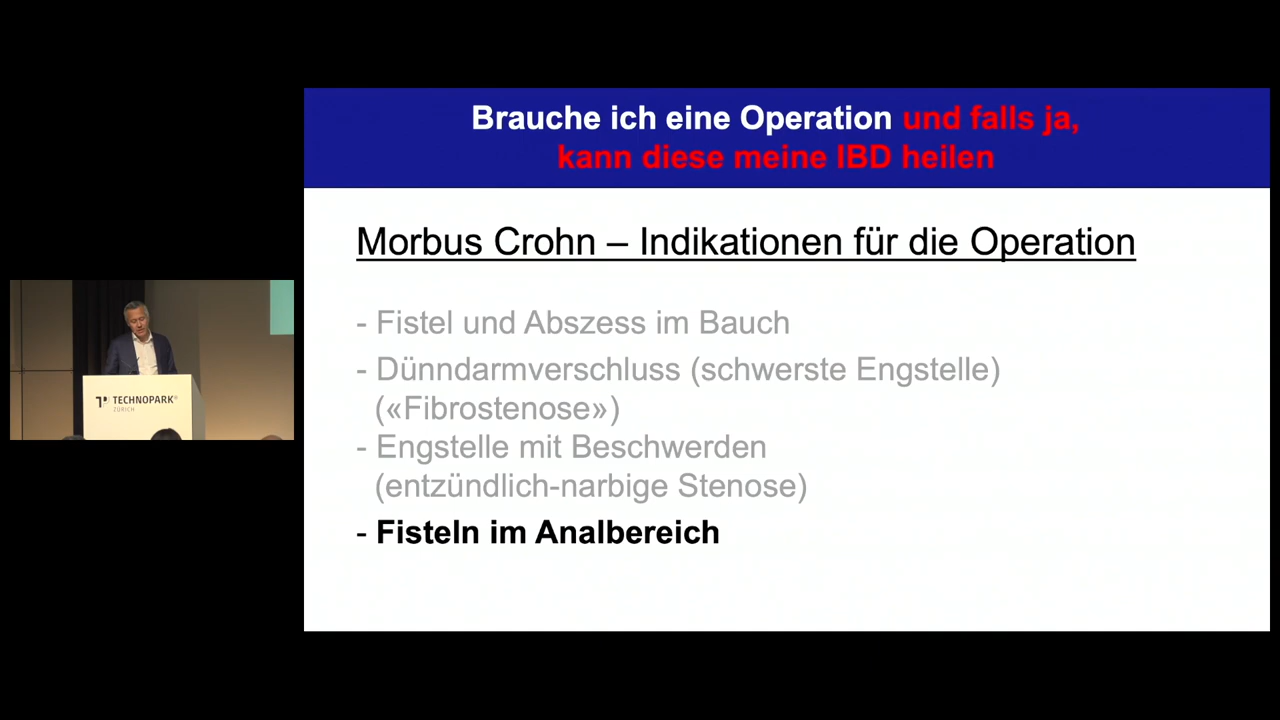 Brauche ich eine Operation und falls ja,
kann diese meine IBD heilen
Morbus Crohn – Indikationen für die Operation
- Fistel und Abszess im Bauch
- Dünndarmverschluss (schwerste Engstelle)
(«Fibrostenose»)
- Engstelle mit Beschwerden
(entzündlich-narbige Stenose)
- Fisteln im Analbereich
TECHNOPARK®
ZÜRICH